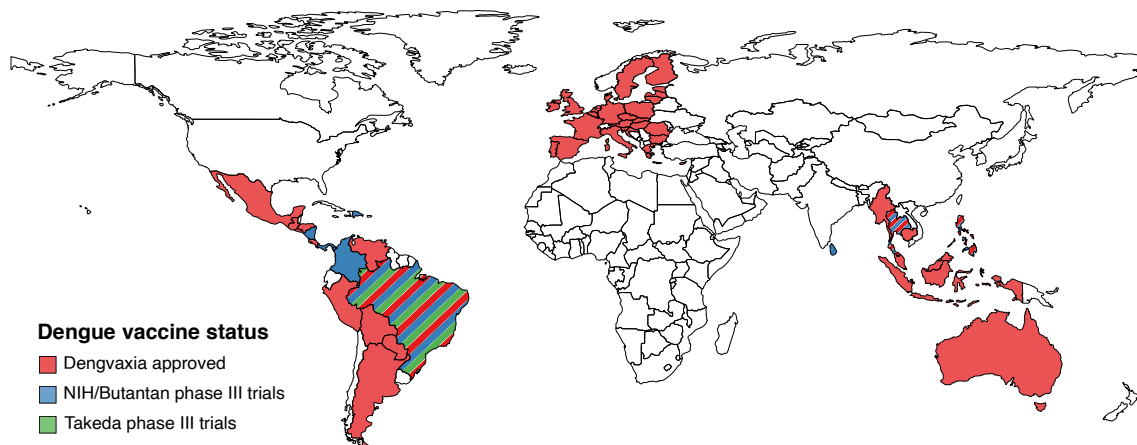 Dengue vaccine status
Dengvaxia approved
NIH/Butantan phase III trials
Takeda phase III trials